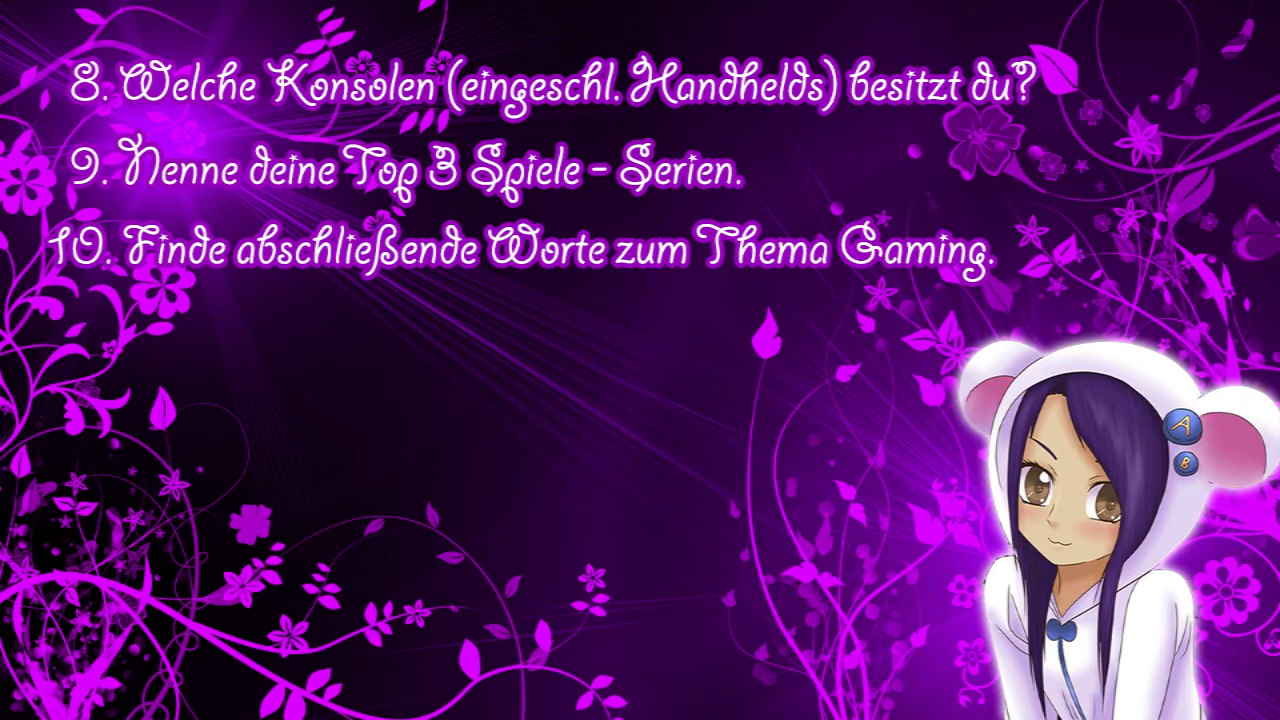 8. Welche Konsolen (eingeschl. Handhelds) besitzt du?
9. Nenne deine Top 3 Spiele - Serien.
10. Finde abschließende Worte zum Thema Gaming.
A
B